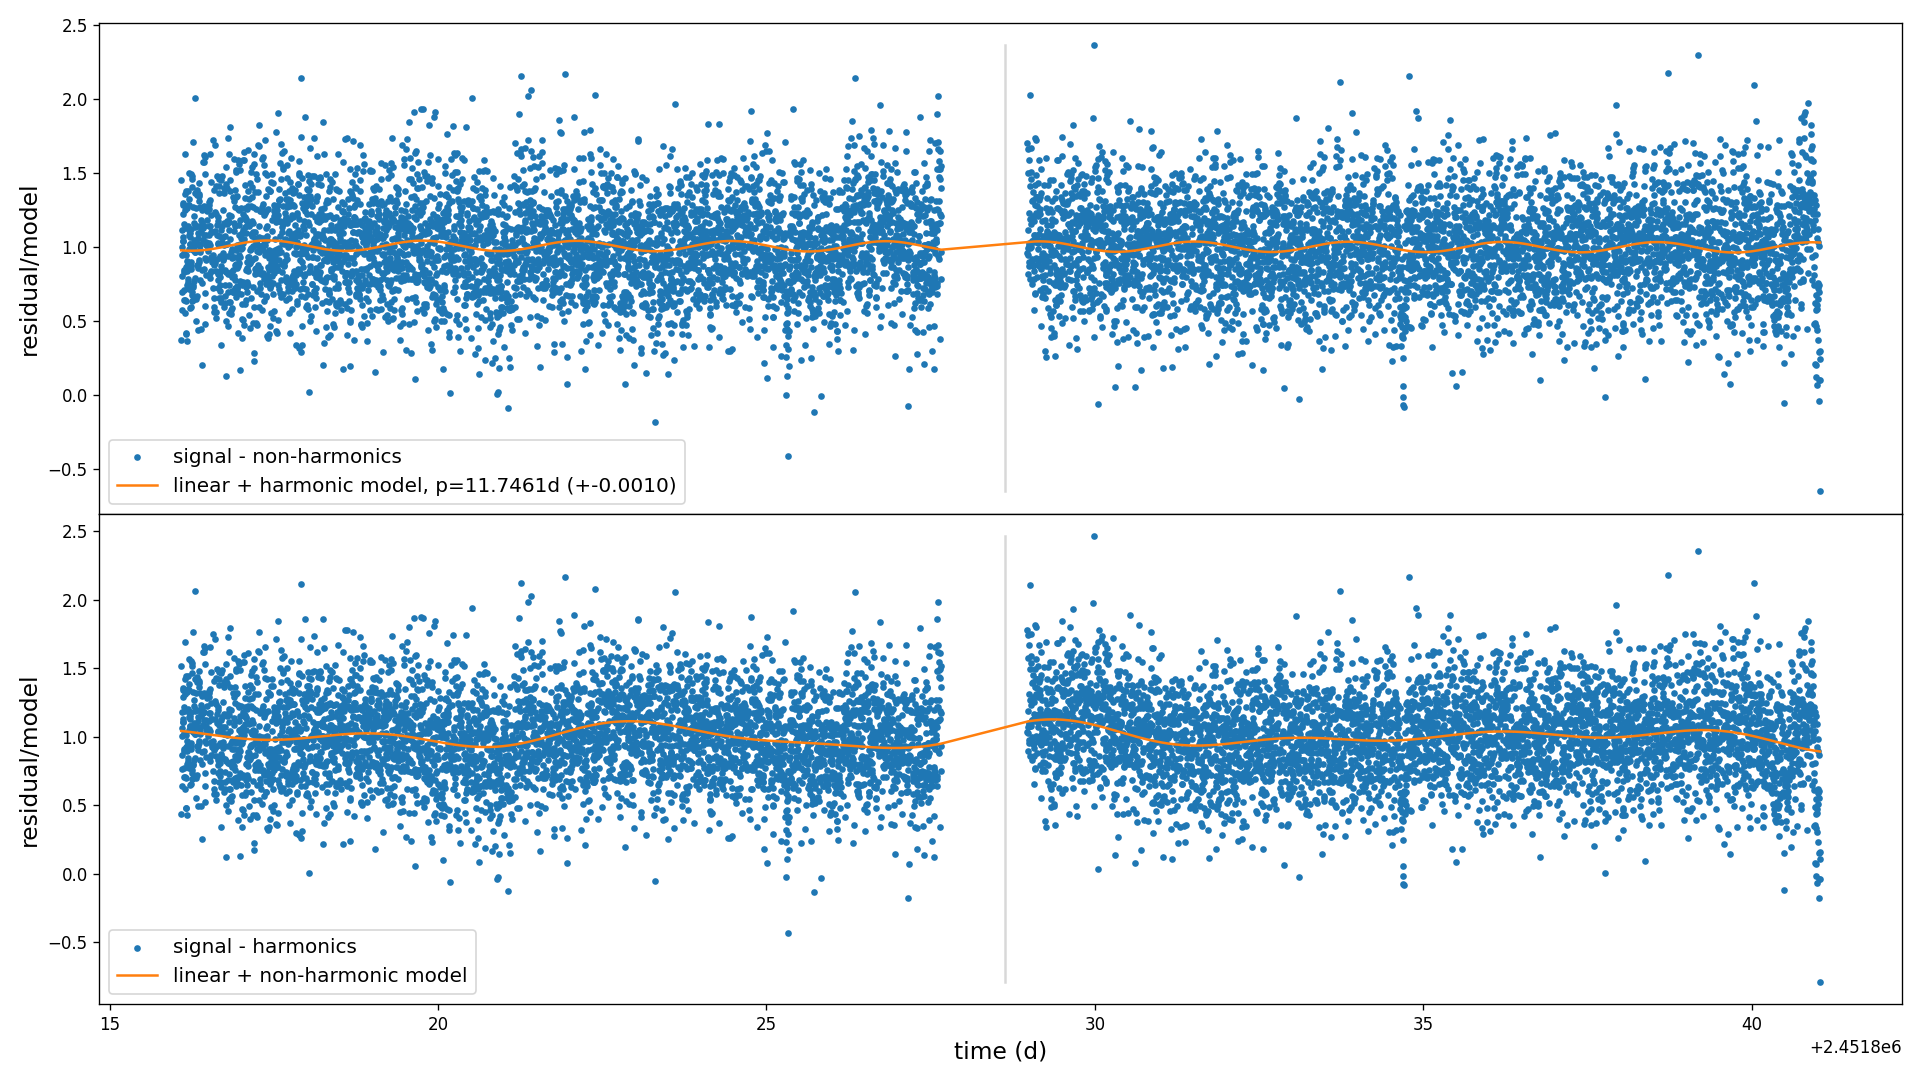 2.5
2.0
1.5
1.0
0.5
0.0
−0.5
residual/model
signal - non-harmonics
linear + harmonic model, p=11.7461d (+-0.0010)
2.5
2.0
1.5
1.0
0.5
0.0
−0.5
residual/model
signal - harmonics
linear + non-harmonic model
15 20 25 30 35 40
time (d)
+2.4518e6